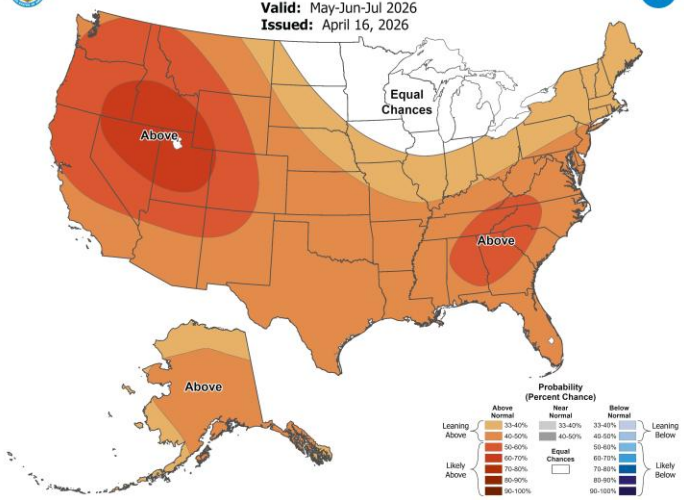 Valid: May-Jun-Jul 2026
Issued: April 16, 2026
Equal
Chances
Above
Above
Above
Probability
(Percent Chance)
Above
Normal
Near
Normal
Below
Normal
Leaning
Above
33-40%
40-50%
50-60%
60-70%
70-80%
80-90%
90-100%
Likely
Above
33-40%
40-50%
Equal
Chances
33-40%
40-50%
50-60%
60-70%
70-80%
80-90%
90-100%
Leaning
Below
Likely
Below